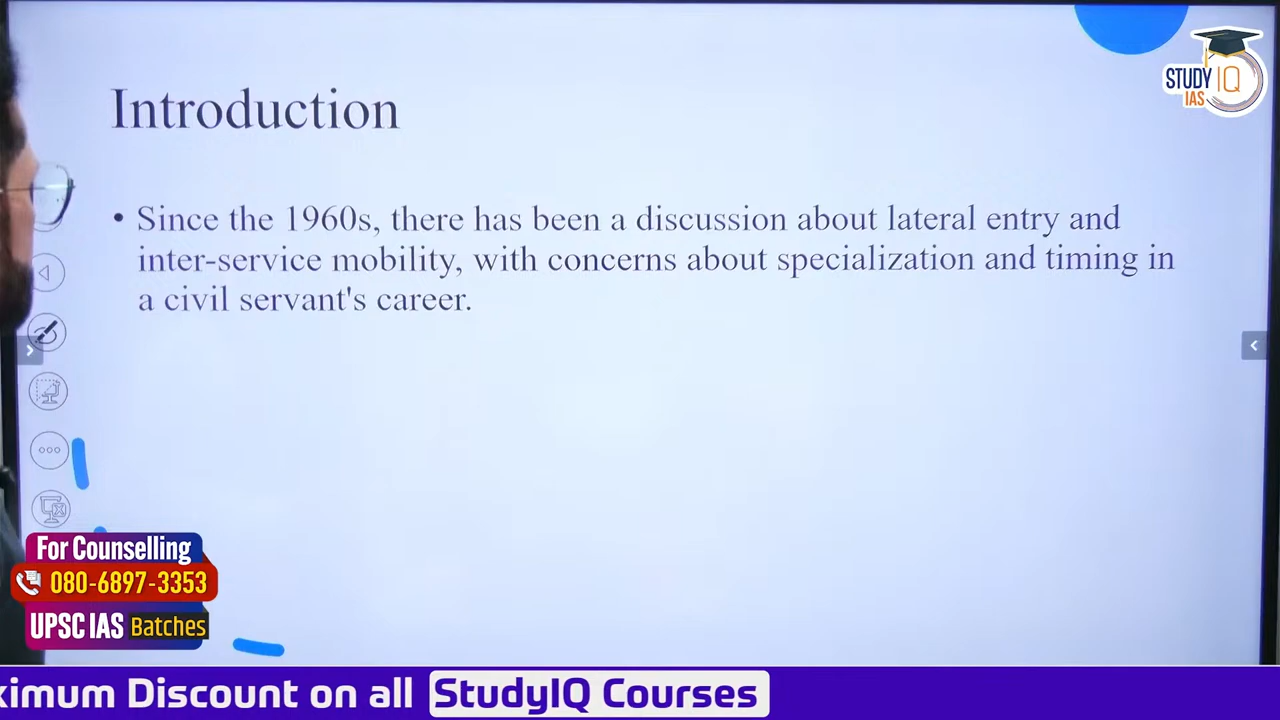 Introduction
STUDY IQ
IAS
• Since the 1960s, there has been a discussion about lateral entry and
inter-service mobility, with concerns about specialization and timing in
a civil servant's career.
For Counselling
080-6897-3353
UPSC IAS Batches
ximum Discount on all StudyIQ Courses